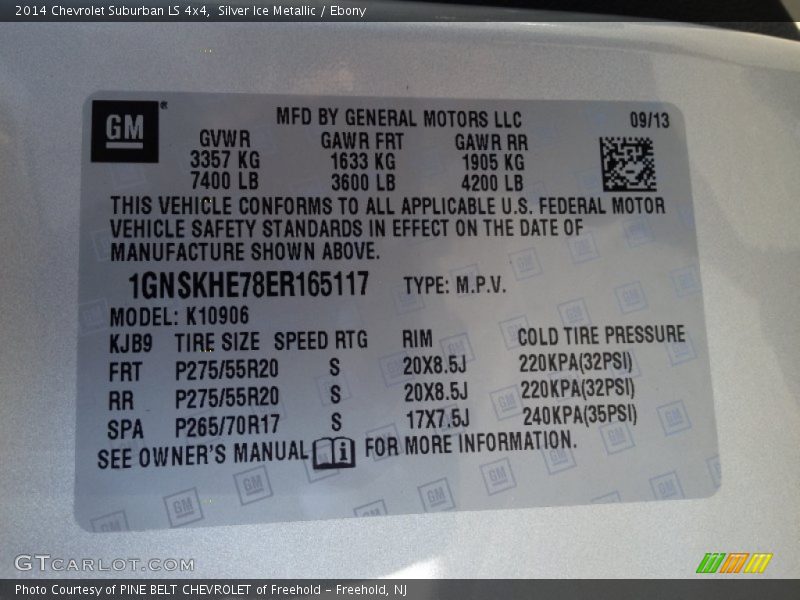 2014 Chevrolet Suburban LS 4x4, Silver Ice Metallic / Ebony
GM®
MFD BY GENERAL MOTORS LLC 09/13
GVWR GAWR FRT GAWR RR
3357 KG 1633 KG 1905 KG
7400 LB 3600 LB 4200 LB
THIS VEHICLE CONFORMS TO ALL APPLICABLE U.S. FEDERAL MOTOR
VEHICLE SAFETY STANDARDS IN EFFECT ON THE DATE OF
MANUFACTURE SHOWN ABOVE.
1GNSKHE78ER165117 TYPE: M.P.V.
MODEL: K10906
KJB9 TIRE SIZE SPEED RTG RIM COLD TIRE PRESSURE
FRT P275/55R20 S 20X8.5J 220KPA(32PSI)
RR P275/55R20 S 20X8.5J 220KPA(32PSI)
SPA P265/70R17 S 17X7.5J 240KPA(35PSI)
SEE OWNER'S MANUAL i FOR MORE INFORMATION.
GTCARLOT.COM
Photo Courtesy of PINE BELT CHEVROLET of Freehold - Freehold, NJ